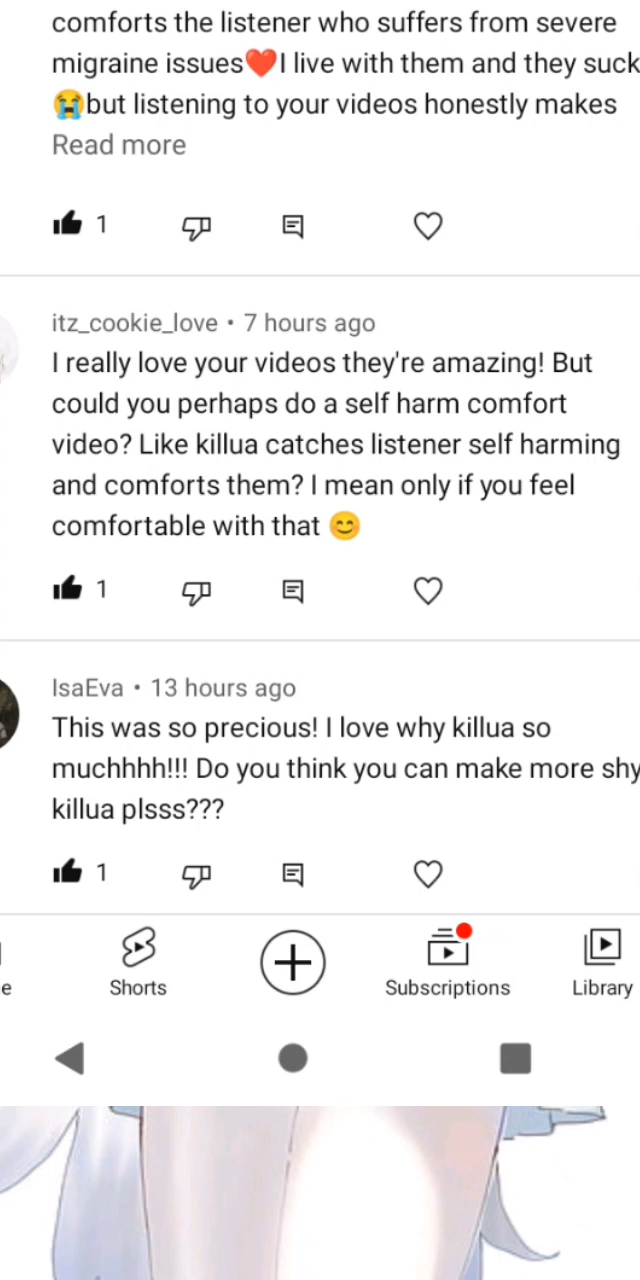 comforts the listener who suffers from severe
migraine issues❤️I live with them and they suck
😭but listening to your videos honestly makes
Read more
1
itz_cookie_love • 7 hours ago
I really love your videos they're amazing! But
could you perhaps do a self harm comfort
video? Like killua catches listener self harming
and comforts them? I mean only if you feel
comfortable with that 😊
1
IsaEva • 13 hours ago
This was so precious! I love why killua so
muchhhh!!! Do you think you can make more shy
killua plsss???
1
e Shorts Subscriptions Library